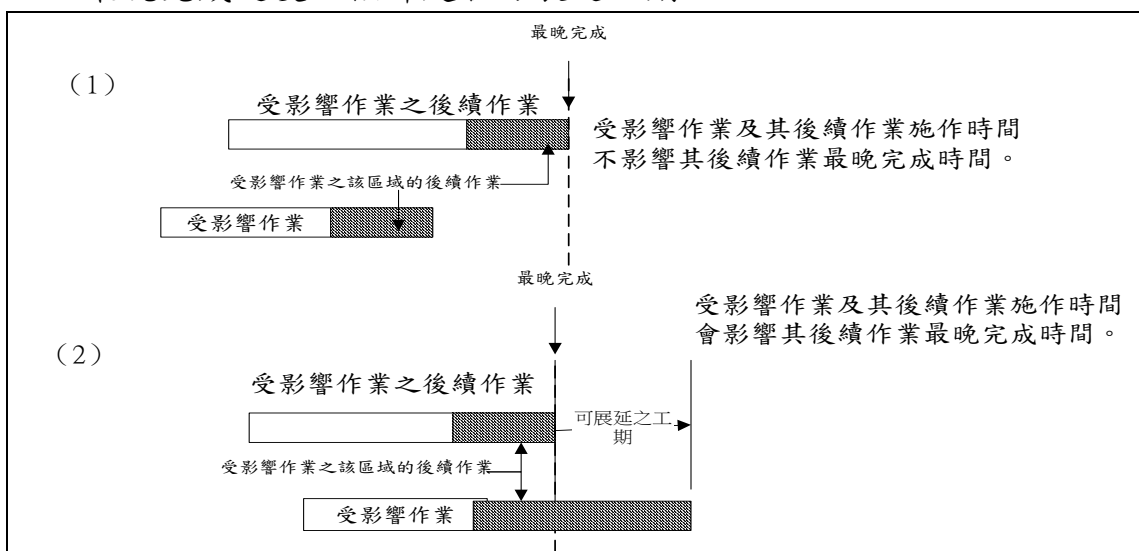 最晚完成
（1）
受影響作業之後續作業
受影響作業及其後續作業施作時間
不影響其後續作業最晚完成時間。
受影響作業之該區域的後續作業
受影響作業
最晚完成
受影響作業及其後續作業施作時間
會影響其後續作業最晚完成時間。
（2）
受影響作業之後續作業
可展延之工
期
受影響作業之該區域的後續作業
受影響作業